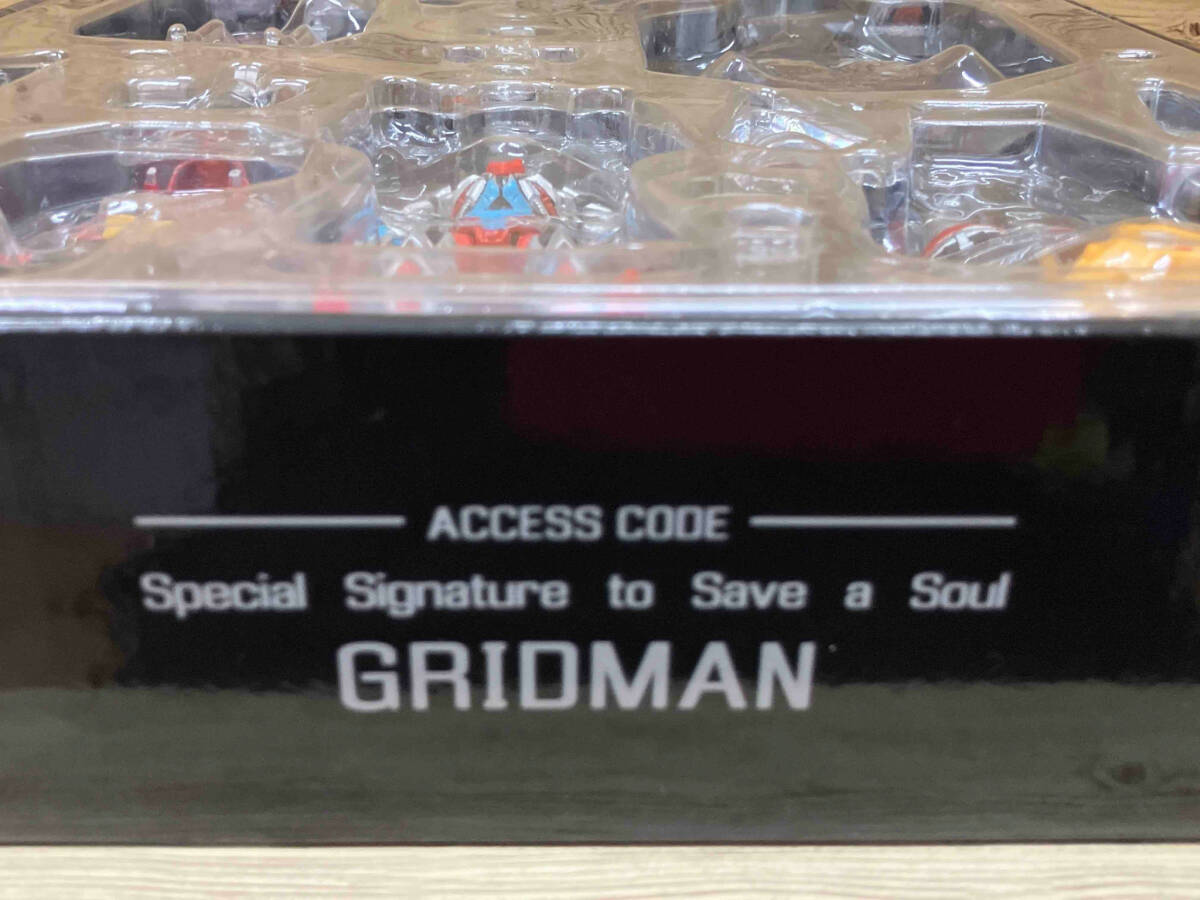 ACCESS CODE
Special Signature to Save a Soul
GRIDMAN